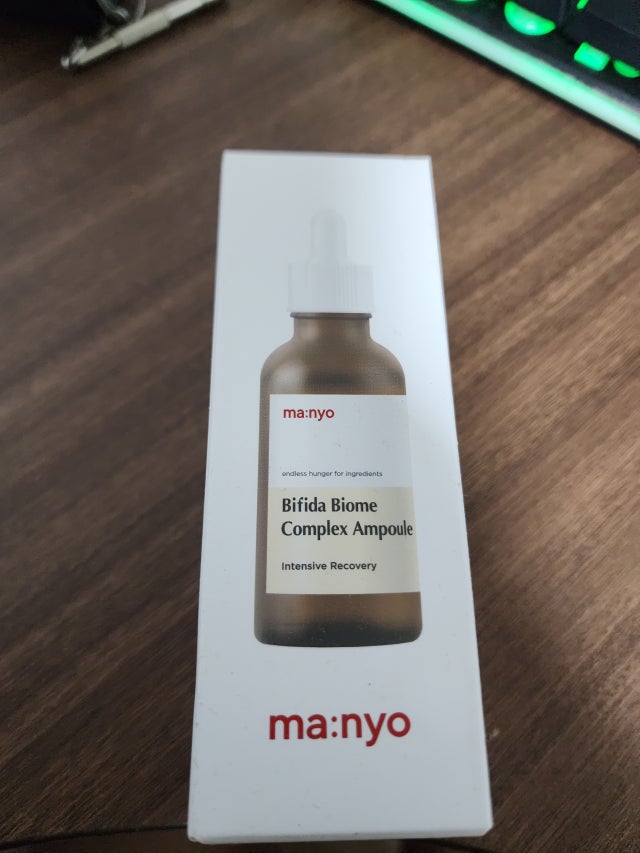 ma:nyo
endless hunger for ingredients
Bifida Biome
Complex Ampoule
Intensive Recovery
ma:nyo